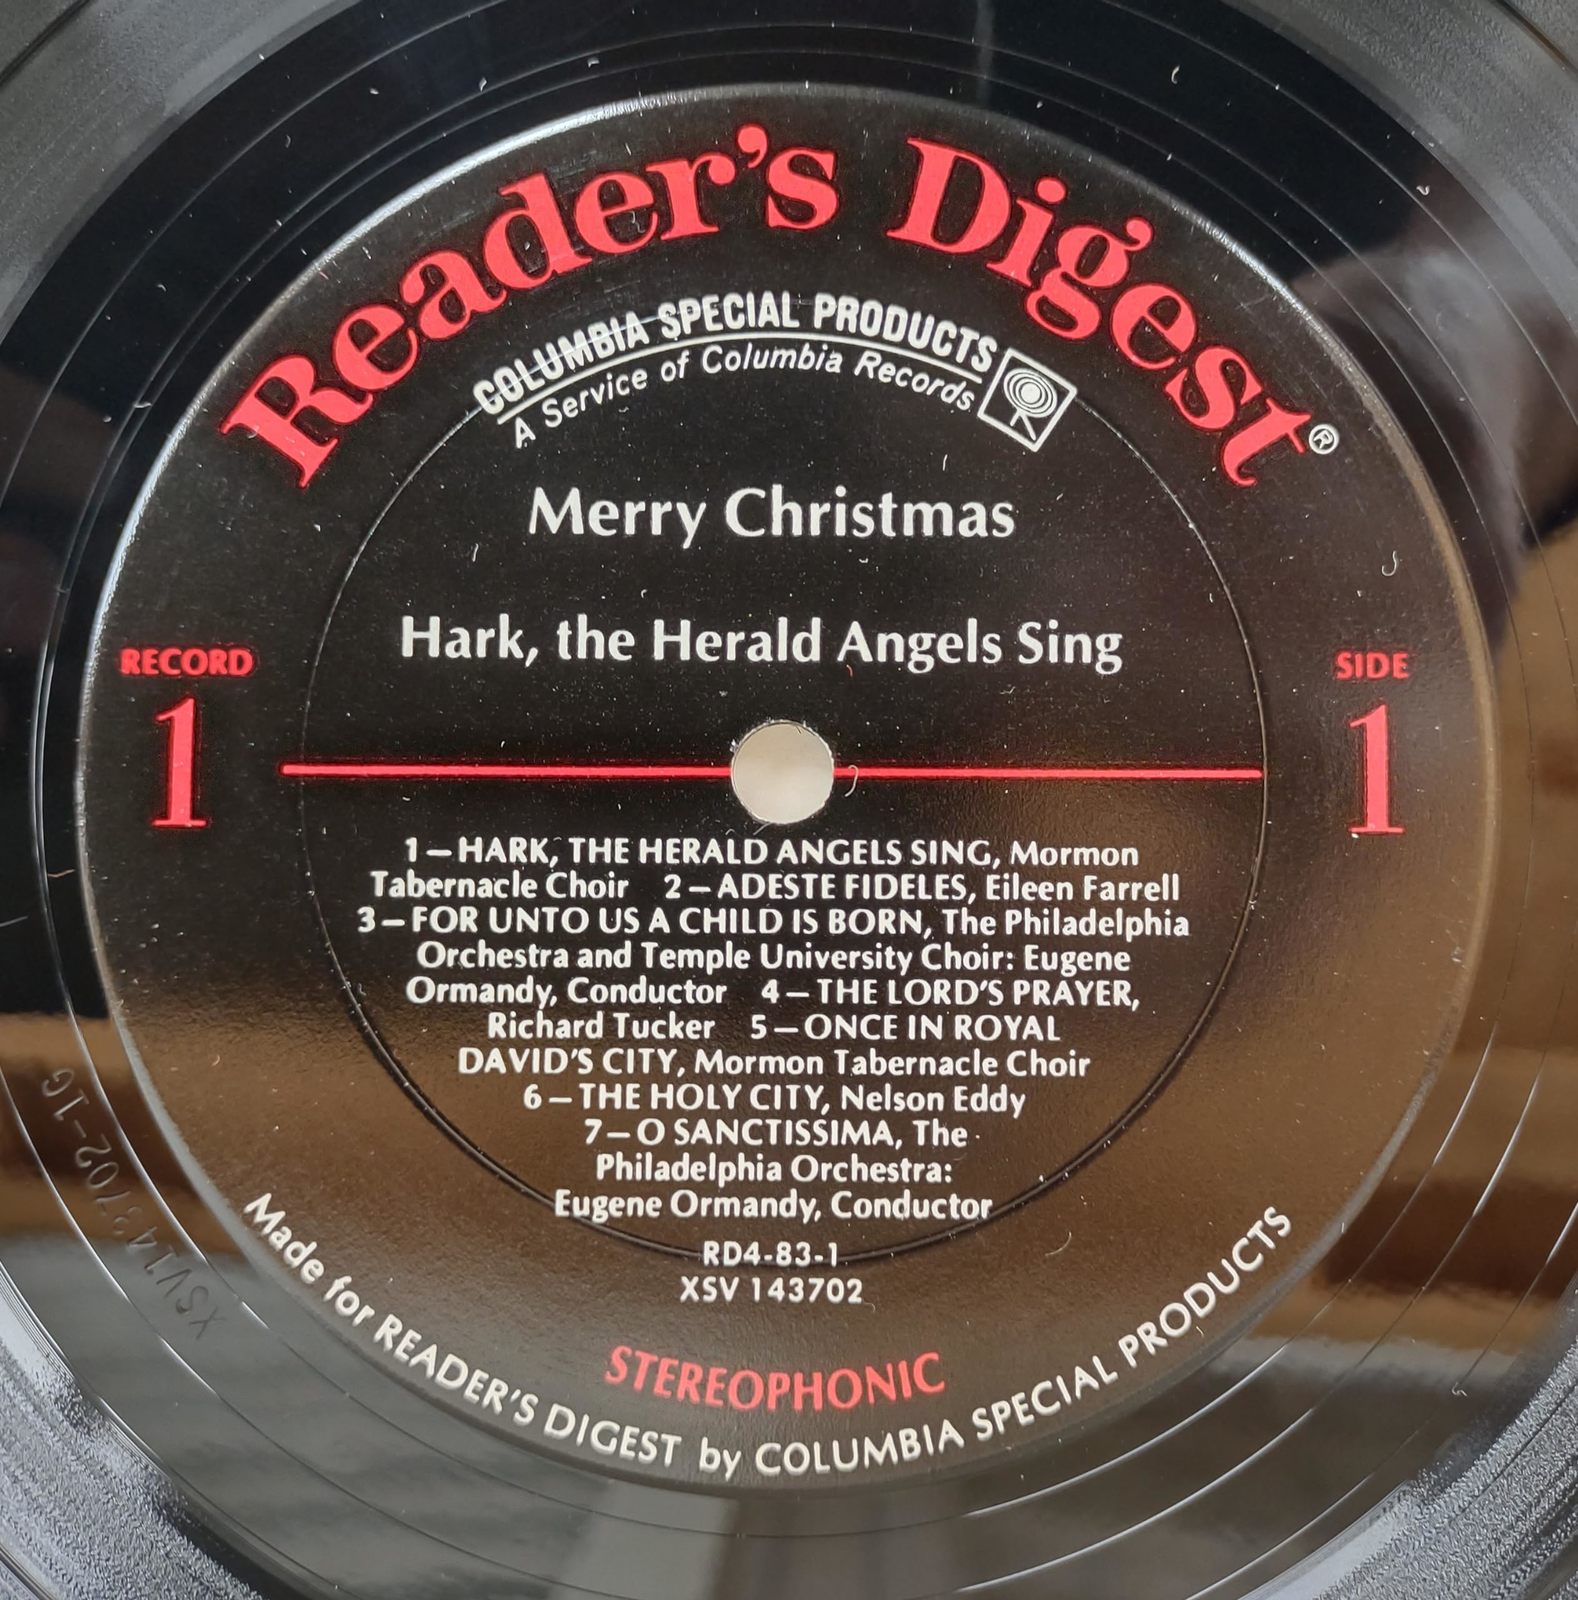 Reader's Digest®
COLUMBIA SPECIAL PRODUCTS
A Service of Columbia Records
Merry Christmas
Hark, the Herald Angels Sing
RECORD
1
SIDE
1
1—HARK, THE HERALD ANGELS SING, Mormon
Tabernacle Choir 2—ADESTE FIDELES, Eileen Farrell
3—FOR UNTO US A CHILD IS BORN, The Philadelphia
Orchestra and Temple University Choir: Eugene
Ormandy, Conductor 4—THE LORD'S PRAYER,
Richard Tucker 5—ONCE IN ROYAL
DAVID'S CITY, Mormon Tabernacle Choir
6—THE HOLY CITY, Nelson Eddy
7—O SANCTISSIMA, The
Philadelphia Orchestra:
Eugene Ormandy, Conductor
RD4-83-1
XSV 143702
STEREOPHONIC
Made for READER'S DIGEST by COLUMBIA SPECIAL PRODUCTS
XSV143702-1G